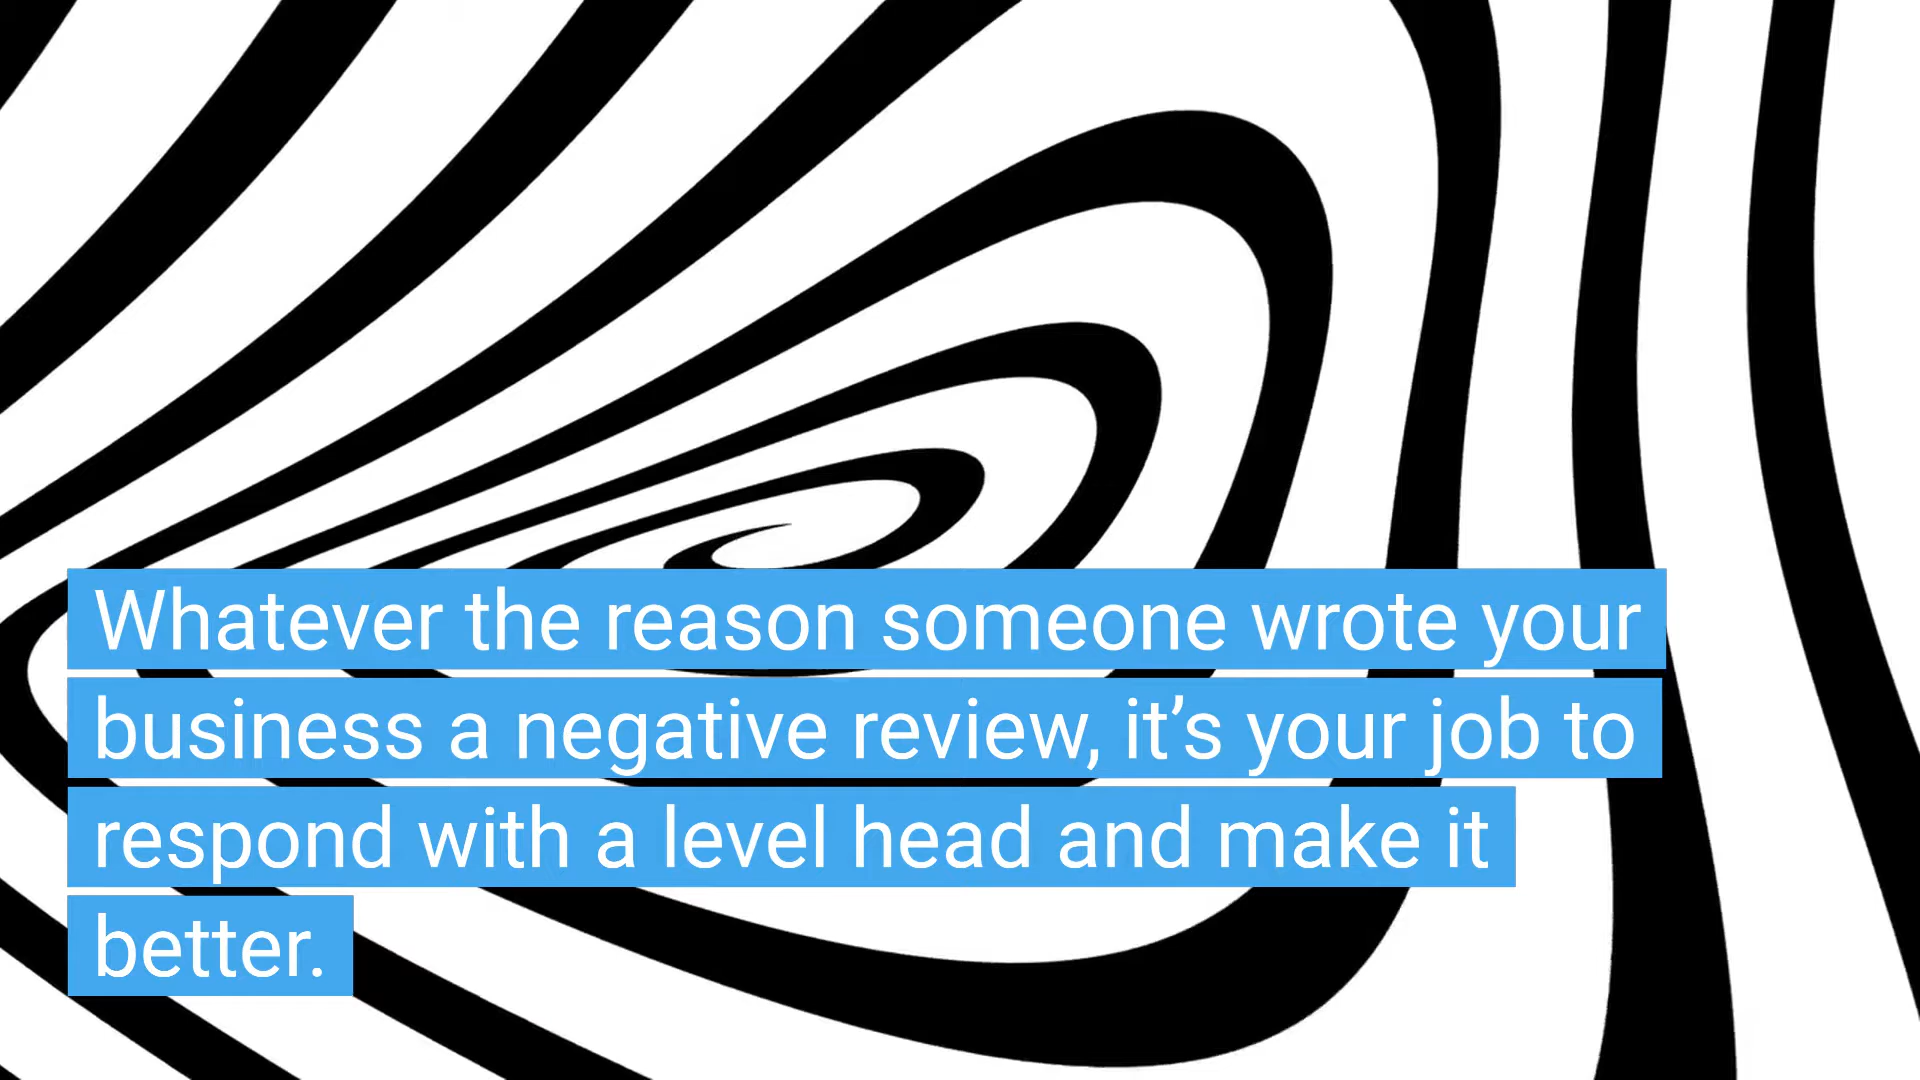 Whatever the reason someone wrote your
business a negative review, it’s your job to
respond with a level head and make it
better.